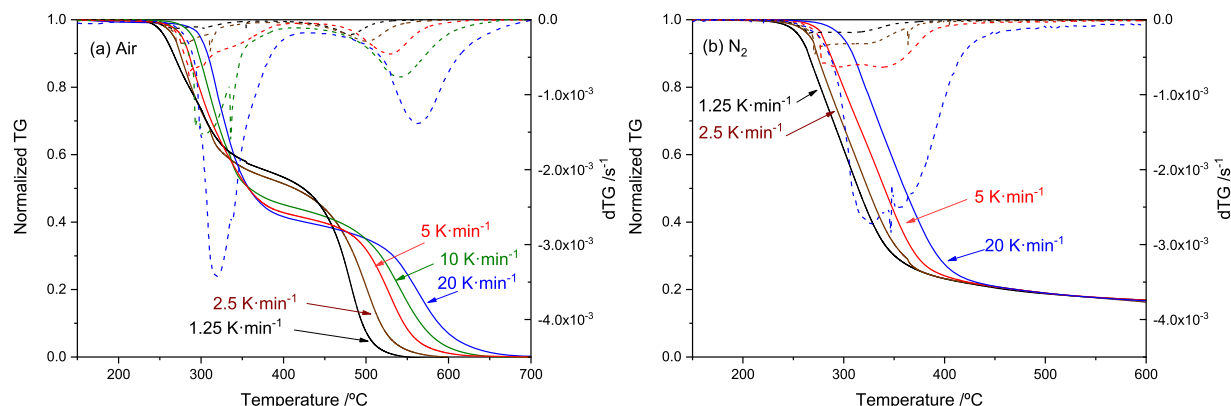 (a) Air
Normalized TG
1.0
0.8
0.6
0.4
0.2
0.0
200
300
400
500
600
700
Temperature /ºC
0.0
-1.0x10⁻³
-2.0x10⁻³
-3.0x10⁻³
-4.0x10⁻³
dTG /s⁻¹
5 K·min⁻¹
10 K·min⁻¹
20 K·min⁻¹
2.5 K·min⁻¹
1.25 K·min⁻¹
(b) N₂
Normalized TG
1.0
0.8
0.6
0.4
0.2
0.0
200
300
400
500
600
Temperature /ºC
0.0
-1.0x10⁻³
-2.0x10⁻³
-3.0x10⁻³
-4.0x10⁻³
dTG /s⁻¹
1.25 K·min⁻¹
2.5 K·min⁻¹
5 K·min⁻¹
20 K·min⁻¹